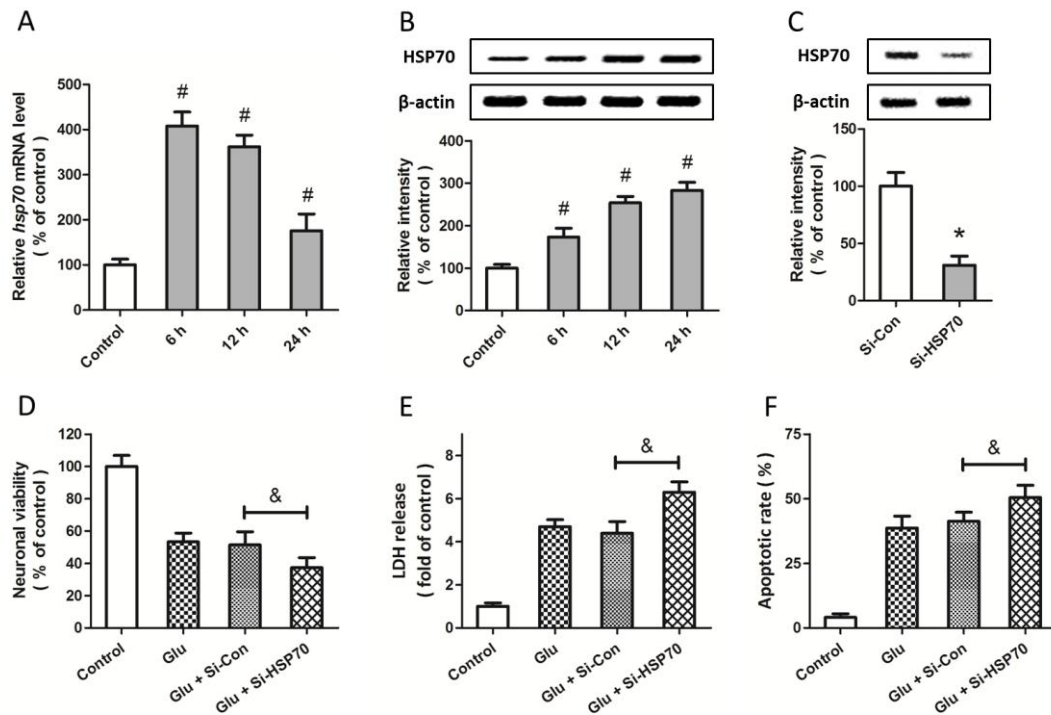 A
Relative hsp70 mRNA level
( % of control )
500
400
300
200
100
0
#
#
#
Control
6 h
12 h
24 h
B
HSP70
β-actin
Relative intensity
( % of control )
400
300
200
100
0
#
#
#
Control
6 h
12 h
24 h
C
HSP70
β-actin
Relative intensity
( % of control )
150
100
50
0
*
Si-Con
Si-HSP70
D
Neuronal viability
( % of control )
120
100
80
60
40
20
0
&
Control
Glu
Glu + Si-Con
Glu + Si-HSP70
E
LDH release
( fold of control )
8
6
4
2
0
&
Control
Glu
Glu + Si-Con
Glu + Si-HSP70
F
Apoptotic rate ( % )
75
50
25
0
&
Control
Glu
Glu + Si-Con
Glu + Si-HSP70